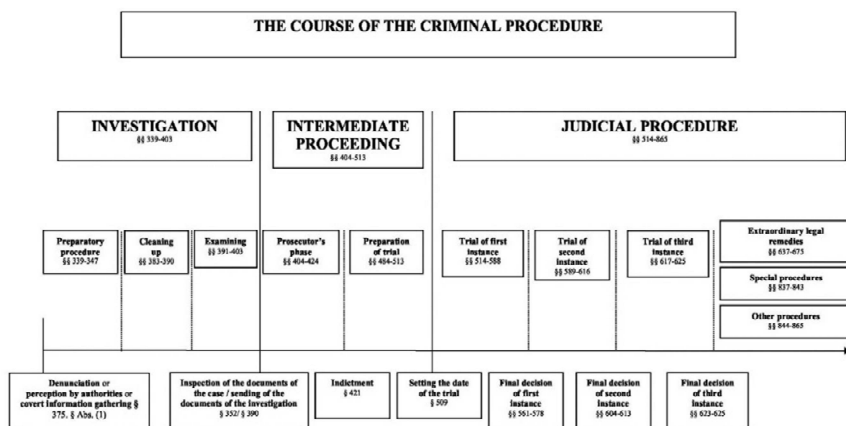 THE COURSE OF THE CRIMINAL PROCEDURE
INVESTIGATION
§§ 339-403
INTERMEDIATE
PROCEEDING
§§ 404-513
JUDICIAL PROCEDURE
§§ 514-865
Preparatory
procedure
§§ 339-347
Cleaning
up
§§ 383-390
Examining
§§ 391-403
Prosecutor's
phase
§§ 404-424
Preparation
of trial
§§ 484-513
Trial of first
instance
§§ 514-588
Trial of
second
instance
§§ 589-616
Trial of third
instance
§§ 617-625
Extraordinary legal
remedies
§§ 637-675
Special procedures
§§ 837-843
Other procedures
§§ 844-865
Denunciation or
perception by authorities or
covert information gathering §
375. § Abs. (1)
Inspection of the documents of
the case / sending of the
documents of the investigation
§ 352/ § 390
Indictment
§ 421
Setting the date
of the trial
§ 509
Final decision of
first instance
§§ 561-578
Final decision
of second
instance
§§ 604-613
Final decision of
third instance
§§ 623-625